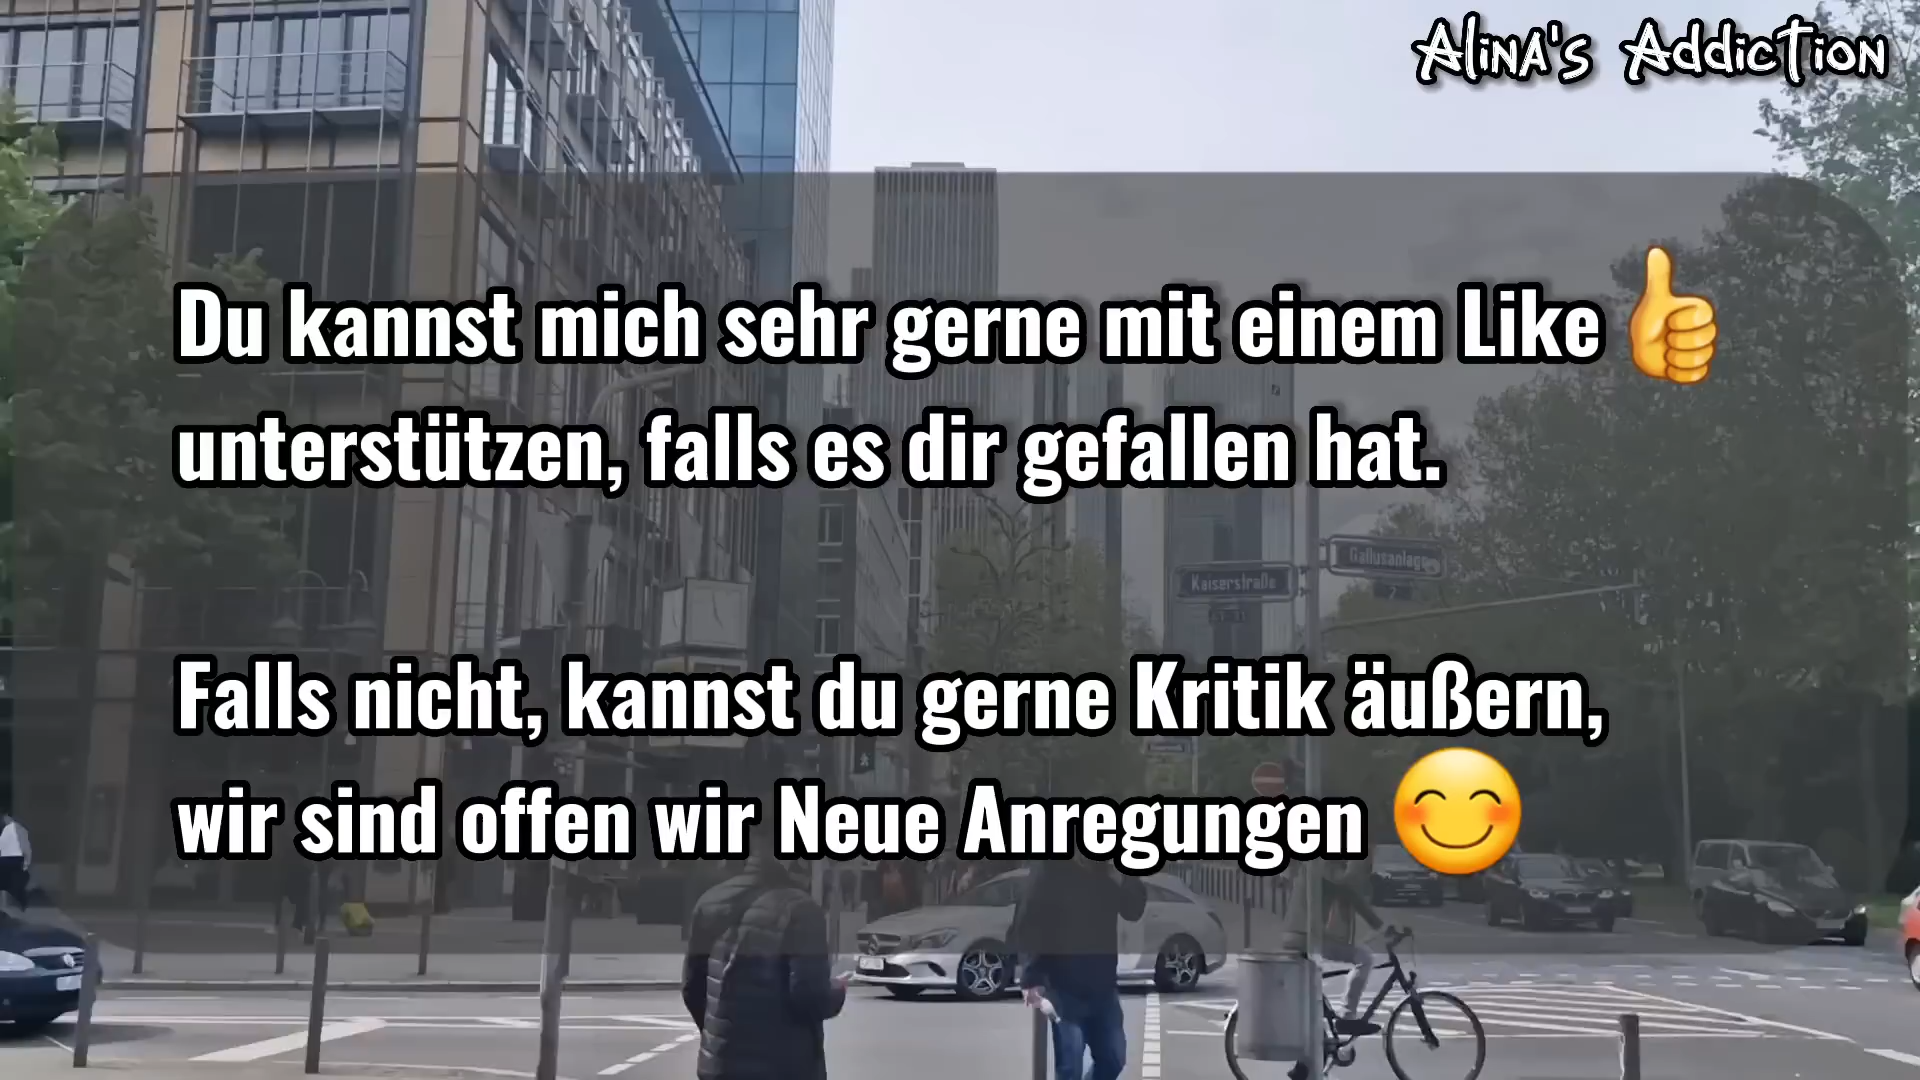 Alina's Addiction
Du kannst mich sehr gerne mit einem Like 👍
unterstützen, falls es dir gefallen hat.
Gallusanlage
Kaiserstraße
Falls nicht, kannst du gerne Kritik äußern,
wir sind offen wir Neue Anregungen 😊